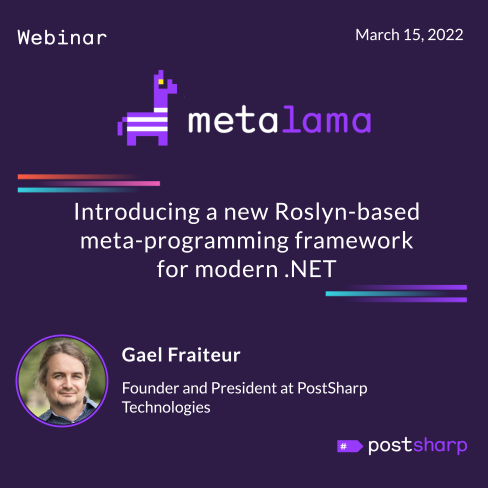 Webinar
March 15, 2022
metalama
Introducing a new Roslyn-based
meta-programming framework
for modern .NET
Gael Fraiteur
Founder and President at PostSharp
Technologies
# postsharp